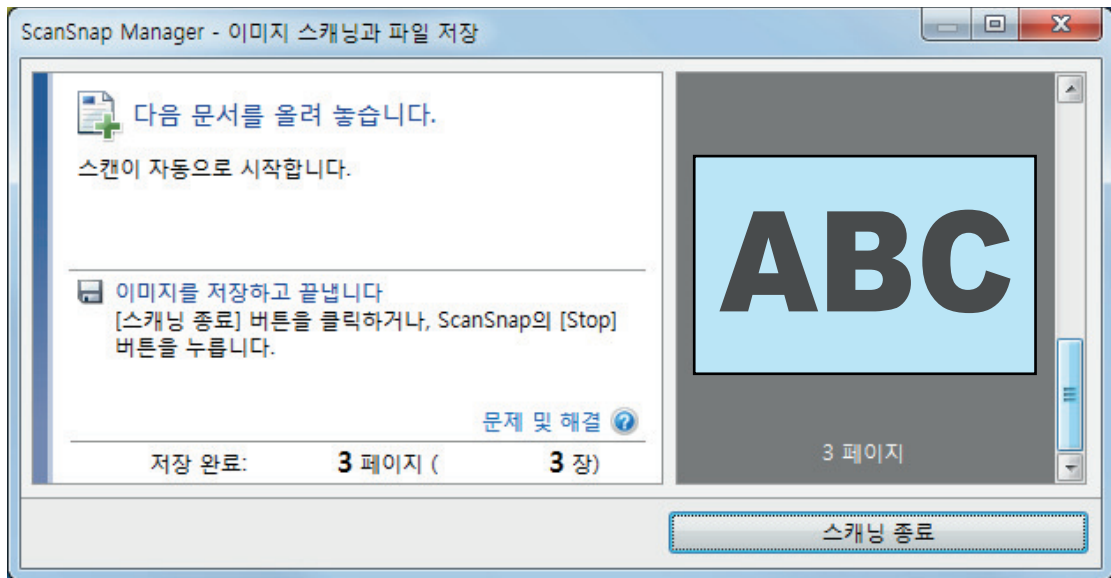 ScanSnap Manager - 이미지 스캐닝과 파일 저장
다음 문서를 올려 놓습니다.
스캔이 자동으로 시작합니다.
이미지를 저장하고 끝냅니다
[스캐닝 종료] 버튼을 클릭하거나, ScanSnap의 [Stop]
버튼을 누릅니다.
문제 및 해결
저장 완료: 3 페이지 ( 3 장)
ABC
3 페이지
스캐닝 종료